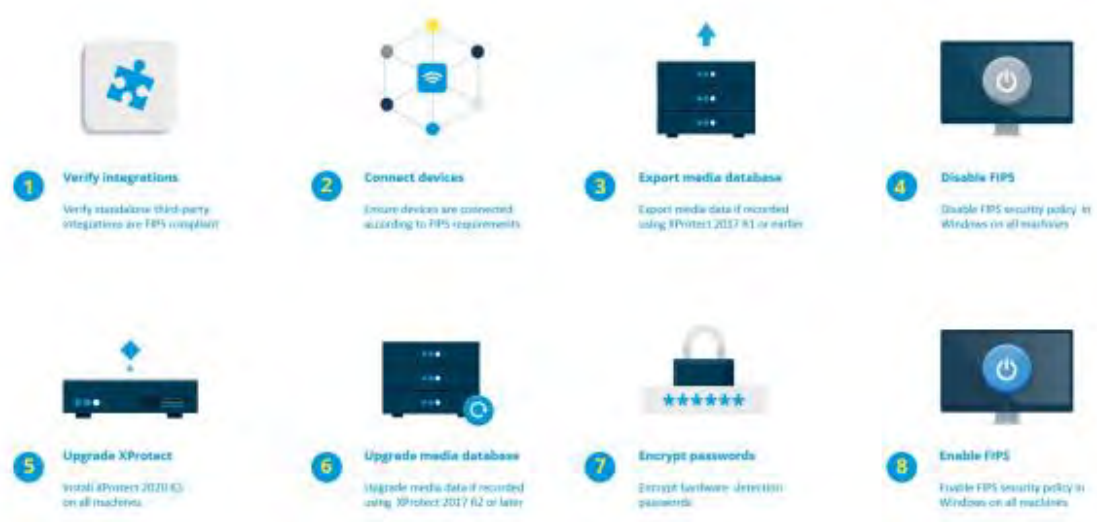 1 Verify integrations
Verify standalone third-party
integrations are FIPS compliant
2 Connect devices
Ensure devices are connected
according to FIPS requirements
3 Export media database
Export media data if recorded
using XProtect 2017 R1 or earlier
4 Disable FIPS
Disable FIPS security policy in
Windows on all machines
******
5 Upgrade XProtect
Install XProtect 2020 R3
on all machines
6 Upgrade media database
Upgrade media data if recorded
using XProtect 2017 R2 or later
7 Encrypt passwords
Encrypt hardware detection
passwords
8 Enable FIPS
Enable FIPS security policy in
Windows on all machines